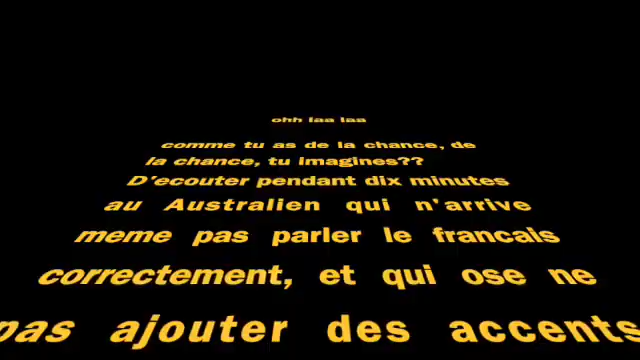 ohh laa laa
comme tu as de la chance, de
la chance, tu imagines??
D'ecouter pendant dix minutes
au Australien qui n'arrive
meme pas parler le francais
correctement, et qui ose ne
pas ajouter des accents